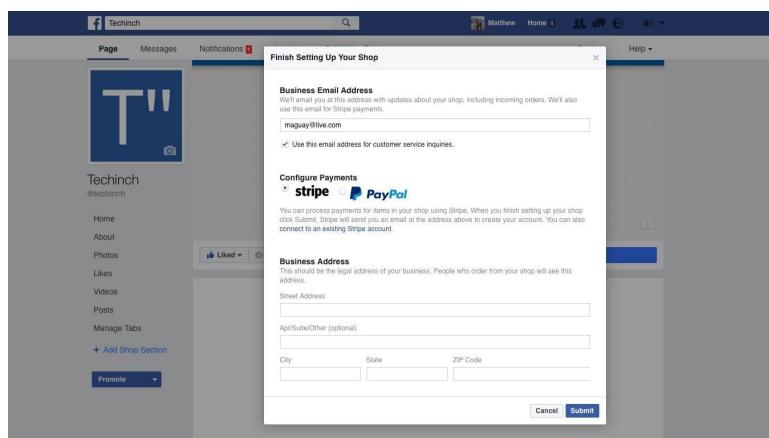 Techinch
Matthew Home 1
Page Messages Notifications 1 Help
Finish Setting Up Your Shop
Business Email Address
We'll email you at this address with updates about your shop, including incoming orders. We'll also
use this email for Stripe payments.
maguay@live.com
Use this email address for customer service inquiries.
T"
Configure Payments
stripe PayPal
Techinch
@techinch
You can process payments for items in your shop using Stripe. When you finish setting up your shop
click Submit, Stripe will send you an email at the address above to create your account. You can also
connect to an existing Stripe account.
Home
About
Photos
Likes
Videos
Posts
Manage Tabs
+ Add Shop Section
Promote
Liked
Business Address
This should be the legal address of your business. People who order from your shop will see this
address.
Street Address
Apt/Suite/Other (optional)
City State ZIP Code
Cancel Submit